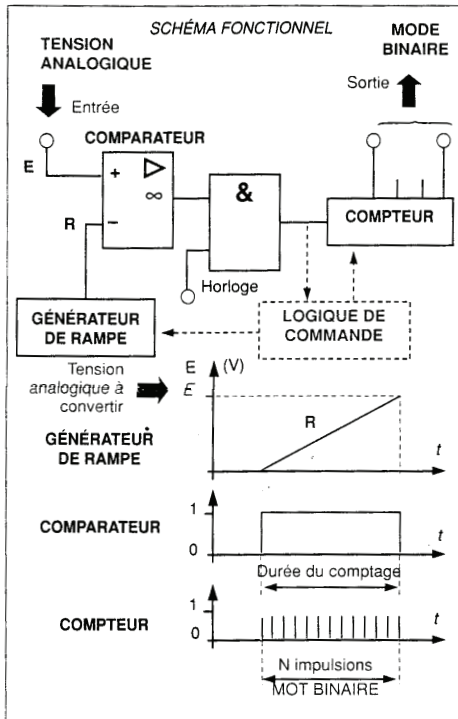 SCHÉMA FONCTIONNEL
TENSION
ANALOGIQUE
MODE
BINAIRE
Entrée
Sortie
COMPARATEUR
E
+
▷
∞
R
−
&
COMPTEUR
Horloge
GÉNÉRATEUR
DE RAMPE
LOGIQUE DE
COMMANDE
Tension
analogique à
convertir
E (V)
E
R
t
GÉNÉRATEUR
DE RAMPE
COMPARATEUR
1
0
t
Durée du comptage
COMPTEUR
1
0
t
N impulsions
MOT BINAIRE